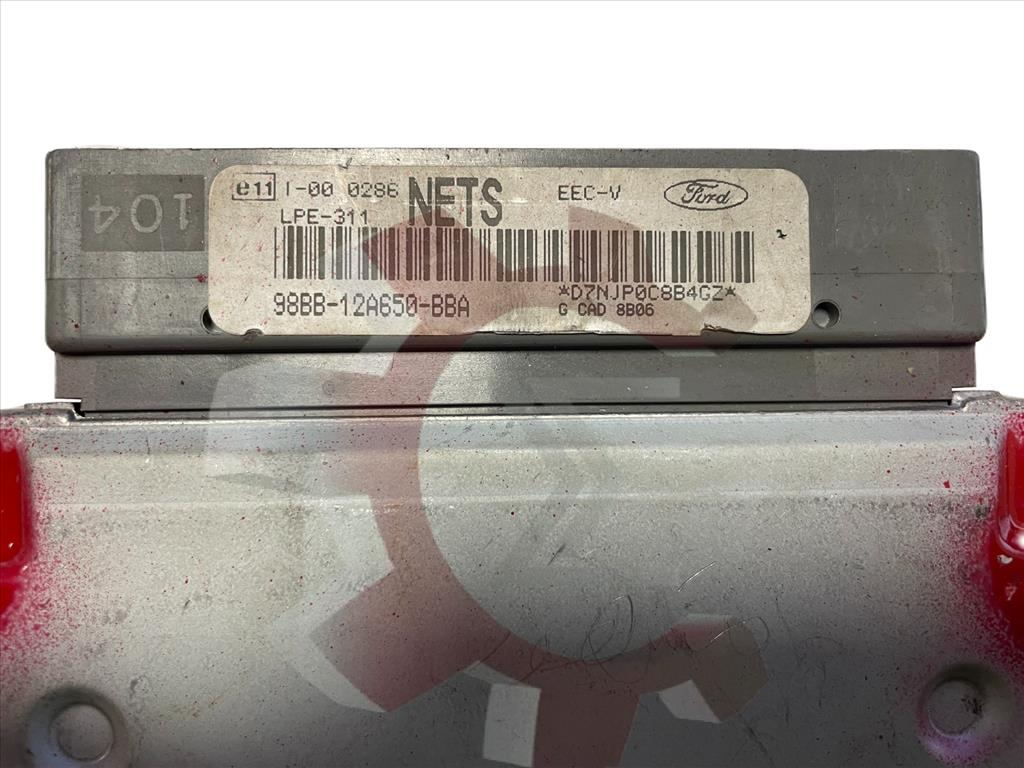 104
e11 I-00 0286 NETS EEC-V Ford
LPE-311
98BB-12A650-BBA *D7NJP0C8B4GZ*
G CAD 8B06